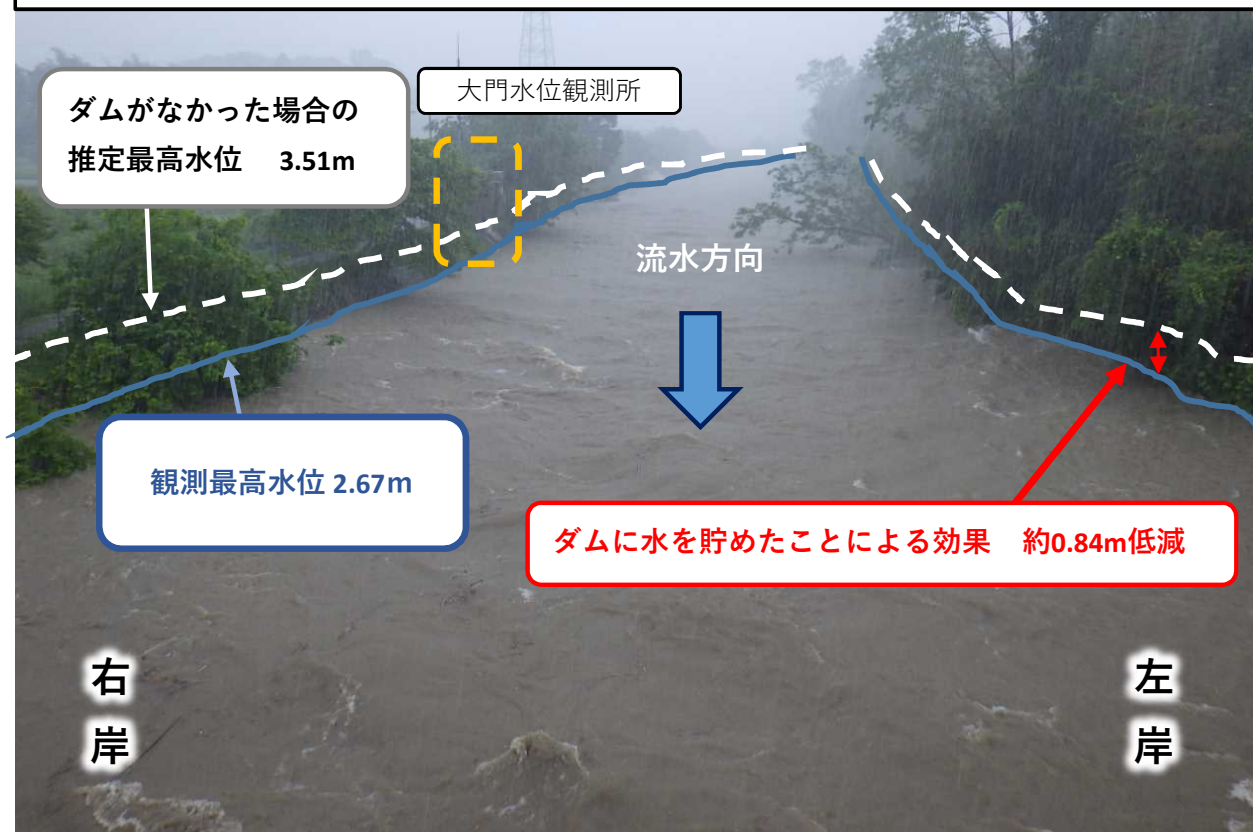 ダムがなかった場合の
推定最高水位　3.51m
大門水位観測所
流水方向
観測最高水位 2.67m
ダムに水を貯めたことによる効果　約0.84m低減
右
岸
左
岸